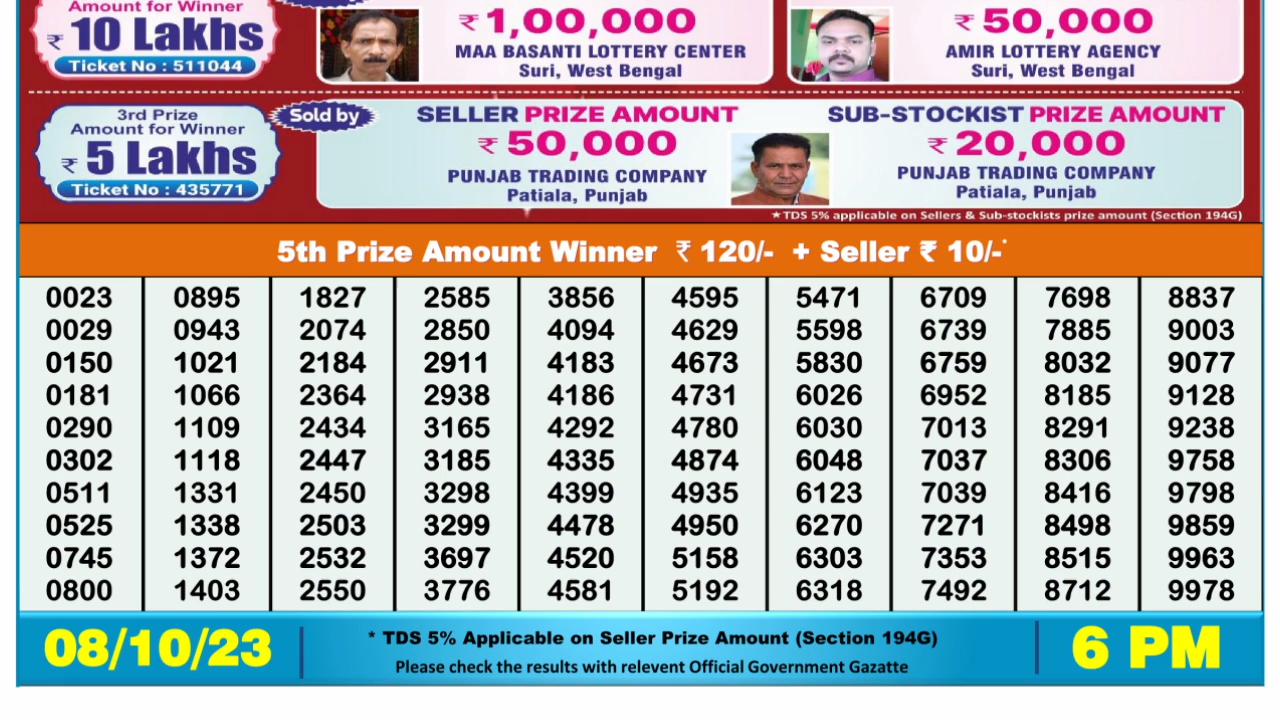 Amount for Winner
₹ 10 Lakhs
Ticket No : 511044
₹ 1,00,000
MAA BASANTI LOTTERY CENTER
Suri, West Bengal
₹ 50,000
AMIR LOTTERY AGENCY
Suri, West Bengal
3rd Prize
Amount for Winner
₹ 5 Lakhs
Ticket No : 435771
Sold by
SELLER PRIZE AMOUNT
₹ 50,000
PUNJAB TRADING COMPANY
Patiala, Punjab
SUB-STOCKIST PRIZE AMOUNT
₹ 20,000
PUNJAB TRADING COMPANY
Patiala, Punjab
★TDS 5% applicable on Sellers & Sub-stockists prize amount (Section 194G)
5th Prize Amount Winner ₹ 120/- + Seller ₹ 10/-*
0023 0895 1827 2585 3856 4595 5471 6709 7698 8837
0029 0943 2074 2850 4094 4629 5598 6739 7885 9003
0150 1021 2184 2911 4183 4673 5830 6759 8032 9077
0181 1066 2364 2938 4186 4731 6026 6952 8185 9128
0290 1109 2434 3165 4292 4780 6030 7013 8291 9238
0302 1118 2447 3185 4335 4874 6048 7037 8306 9758
0511 1331 2450 3298 4399 4935 6123 7039 8416 9798
0525 1338 2503 3299 4478 4950 6270 7271 8498 9859
0745 1372 2532 3697 4520 5158 6303 7353 8515 9963
0800 1403 2550 3776 4581 5192 6318 7492 8712 9978
08/10/23
* TDS 5% Applicable on Seller Prize Amount (Section 194G)
Please check the results with relevent Official Government Gazatte
6 PM